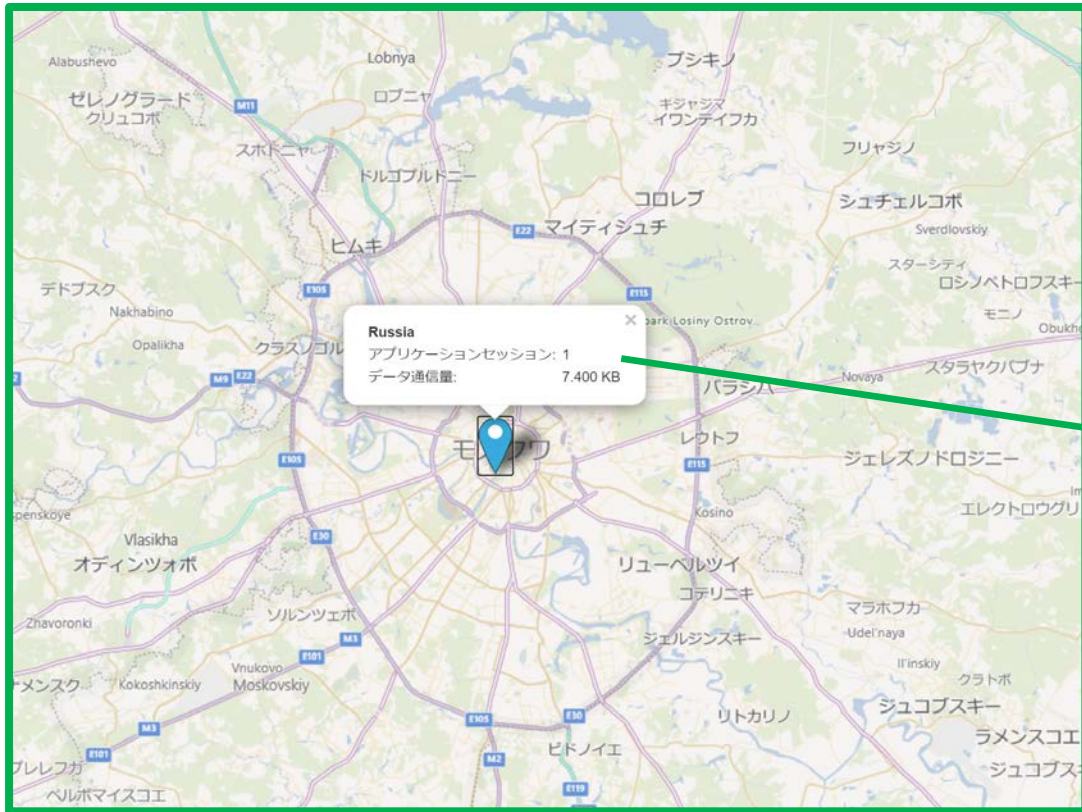 Lobnya
プシキノ
Alabushevo
ゼレノグラード
クリュコボ
ロブニャ
M11
キジャジマ
イワンテイフカ
スホドニャ
フリャジノ
ドルゴプルドニー
コロレブ
シュチェルコボ
E22
マイティシュチ
Sverdlovskiy
ヒムキ
スターシティ
ロシノペトロフスキー
デドブスク
E105
E115
Nakhabino
モニノ
Opalikha
クラスノゴル
park Losiny Ostrov
Russia
×
アプリケーションセッション: 1
データ通信量: 7.400 KB
スタラヤクパブナ
M9
E22
Novaya
バラシハ
レウトフ
E105
E115
ジェレズノドロジニー
Kosino
エレクトロウグリ
penskoye
E30
Vlasikha
オディンツォボ
リューベルツイ
コテリニキ
ソルンツェボ
マラホフカ
Zhavoronki
M3
Udel'naya
ジェルジンスキー
E101
Vnukovo
Il'inskiy
Kokoshkinskiy
Moskovskiy
クラトボ
ジュコブスキー
E105
E30
リトカリノ
M3
ビドノイエ
ラメンスコエ
E101
M2
E119
ベルボマイスコエ